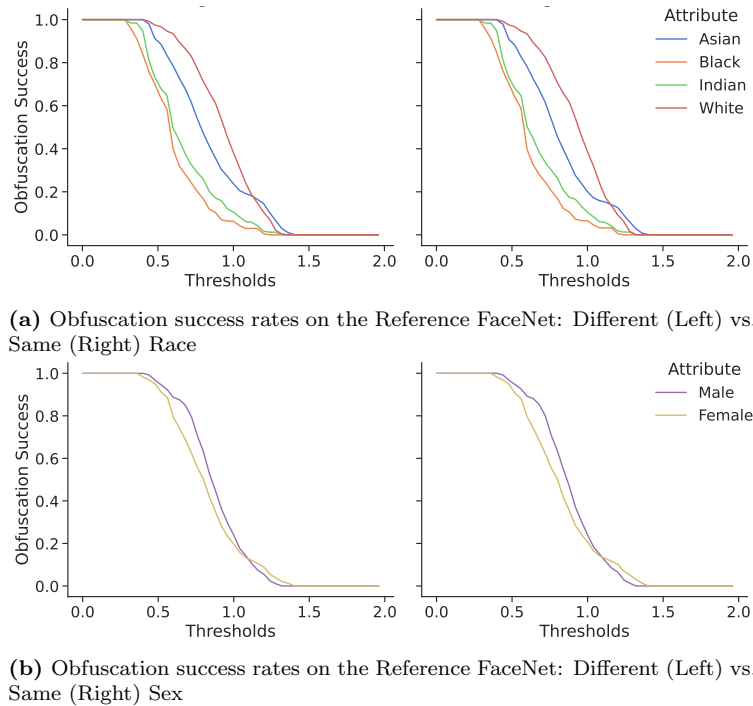 Attribute
Asian
Black
Indian
White
Obfuscation Success
1.0
0.8
0.6
0.4
0.2
0.0
0.0 0.5 1.0 1.5 2.0
0.0 0.5 1.0 1.5 2.0
Thresholds Thresholds
(a) Obfuscation success rates on the Reference FaceNet: Different (Left) vs.
Same (Right) Race
Attribute
Male
Female
Obfuscation Success
1.0
0.8
0.6
0.4
0.2
0.0
0.0 0.5 1.0 1.5 2.0
0.0 0.5 1.0 1.5 2.0
Thresholds Thresholds
(b) Obfuscation success rates on the Reference FaceNet: Different (Left) vs.
Same (Right) Sex